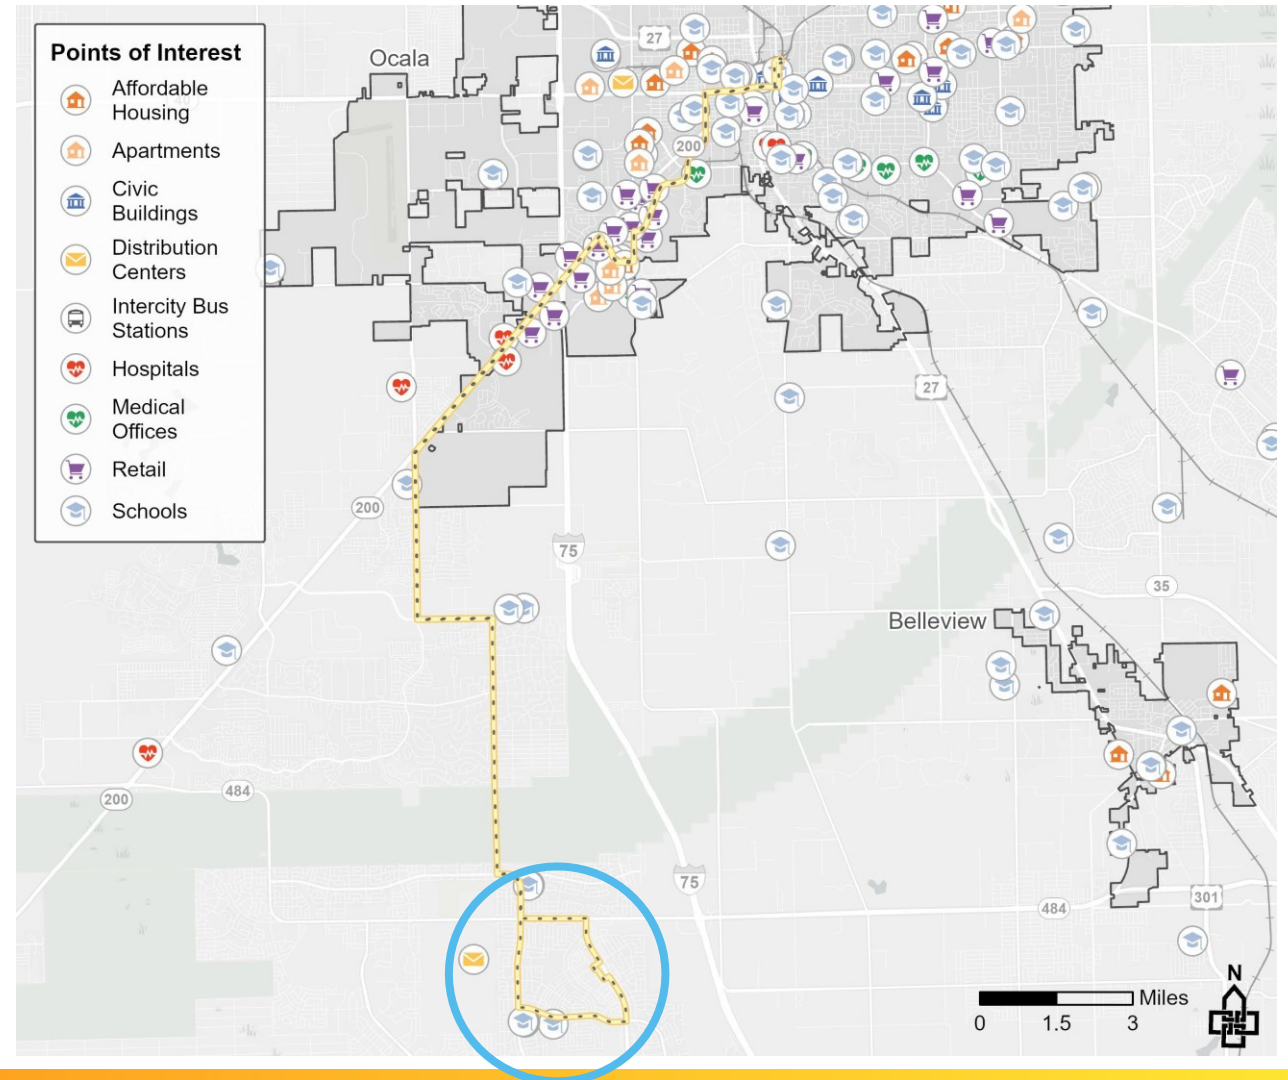 Points of Interest
Affordable
Housing
Apartments
Civic
Buildings
Distribution
Centers
Intercity Bus
Stations
Hospitals
Medical
Offices
Retail
Schools
Ocala
27
40
200
27
200
75
35
Belleview
484
200
75
484
301
N
Miles
0 1.5 3